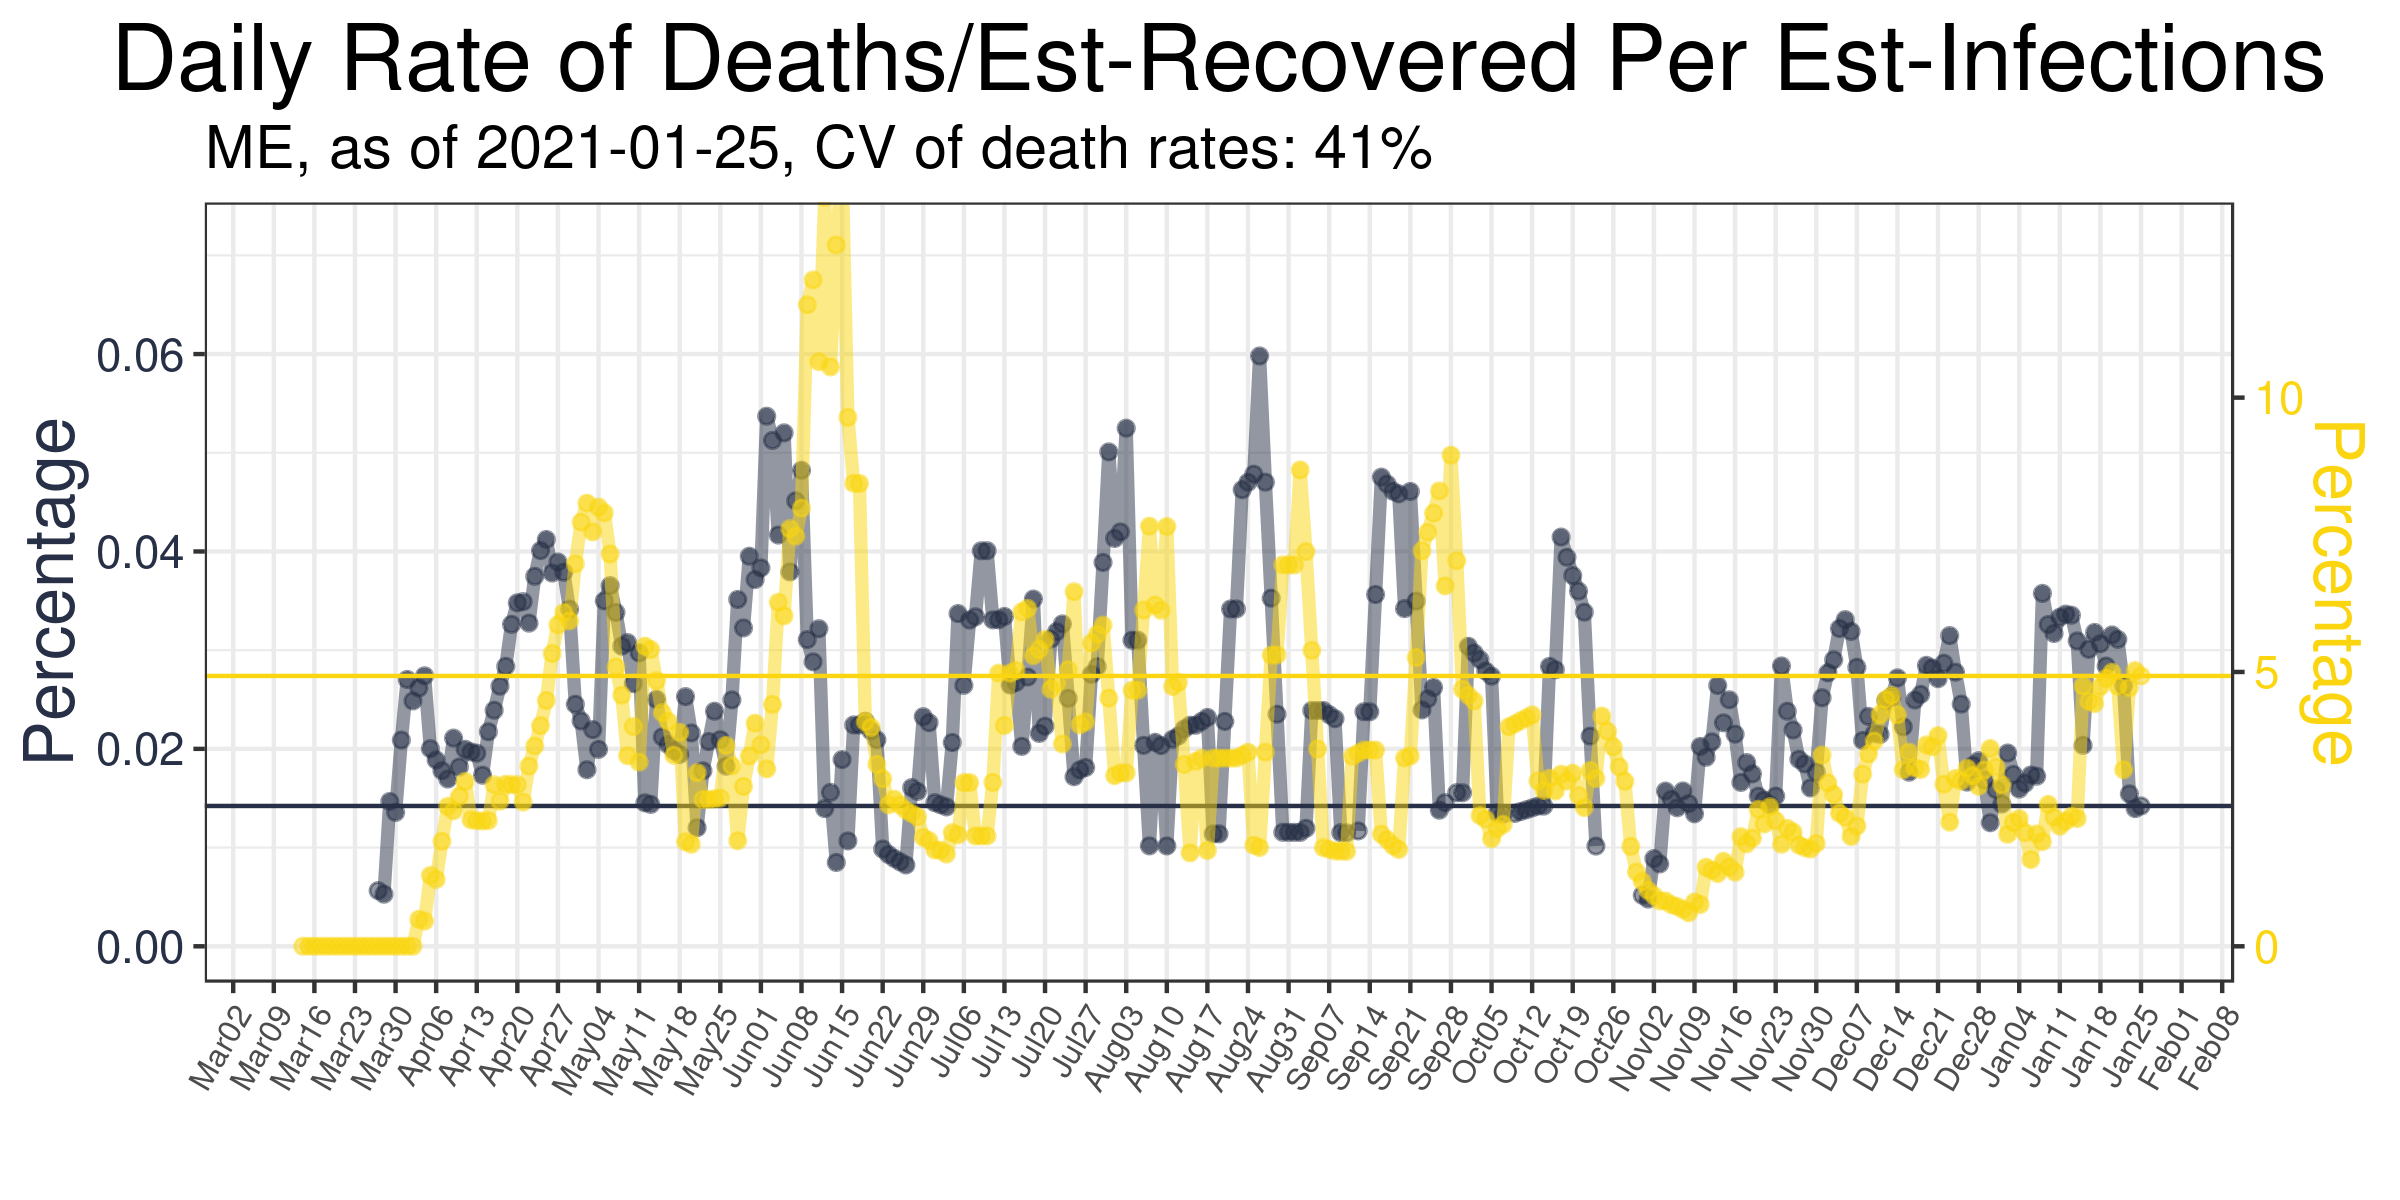 Daily Rate of Deaths/Est-Recovered Per Est-Infections
ME, as of 2021-01-25, CV of death rates: 41%
Percentage
0.06
0.04
0.02
0.00
10
5
0
Percentage
Mar02 Mar09 Mar16 Mar23 Mar30 Apr06 Apr13 Apr20 Apr27 May04 May11 May18 May25 Jun01 Jun08 Jun15 Jun22 Jun29 Jul06 Jul13 Jul20 Jul27 Aug03 Aug10 Aug17 Aug24 Aug31 Sep07 Sep14 Sep21 Sep28 Oct05 Oct12 Oct19 Oct26 Nov02 Nov09 Nov16 Nov23 Nov30 Dec07 Dec14 Dec21 Dec28 Jan04 Jan11 Jan18 Jan25 Feb01 Feb08